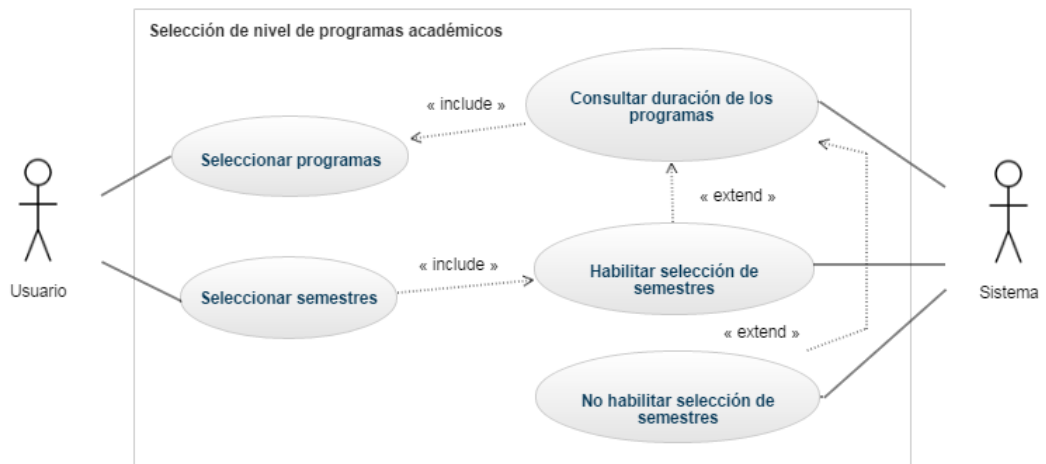 Selección de nivel de programas académicos
Consultar duración de los
programas
« include »
Seleccionar programas
« extend »
« include »
Habilitar selección de
semestres
Seleccionar semestres
Usuario
Sistema
« extend »
No habilitar selección de
semestres